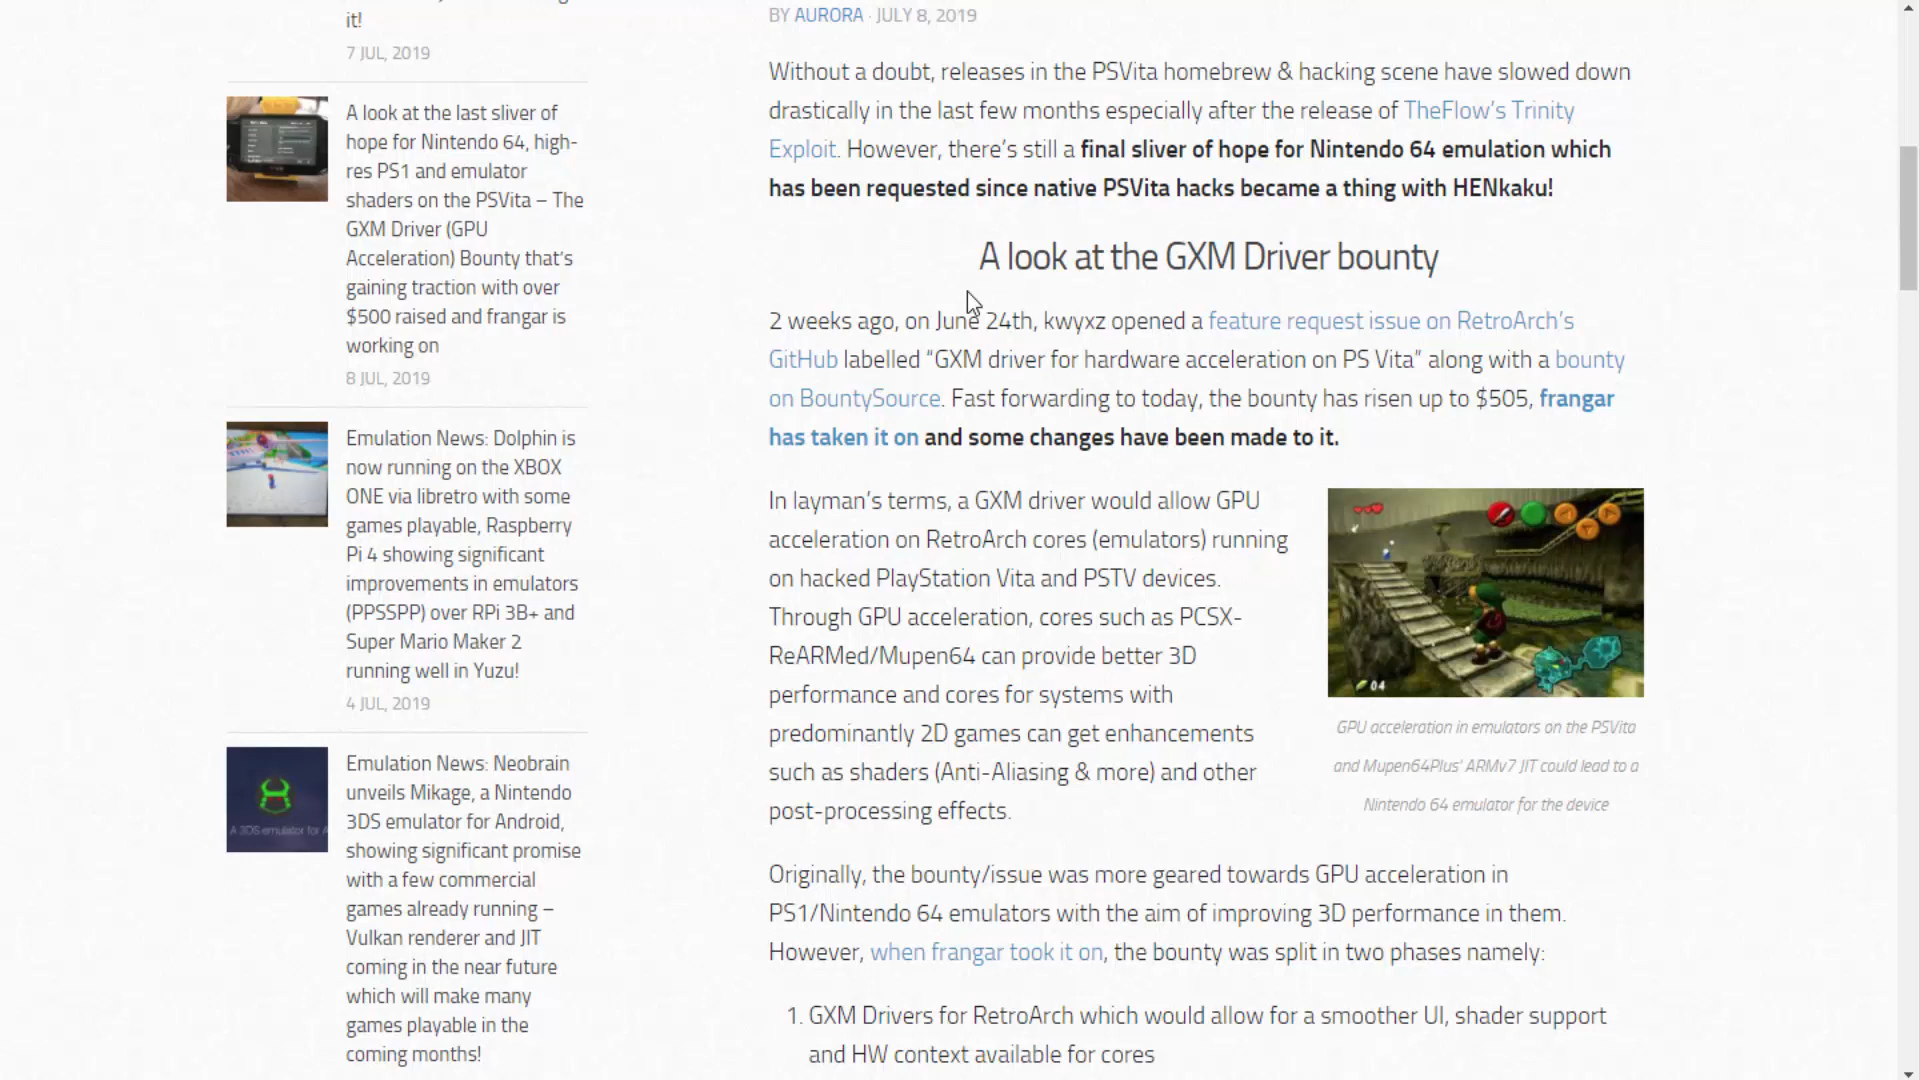 it!
7 JUL, 2019
A look at the last sliver of
hope for Nintendo 64, high-
res PS1 and emulator
shaders on the PSVita – The
GXM Driver (GPU
Acceleration) Bounty that's
gaining traction with over
$500 raised and frangar is
working on
8 JUL, 2019
Emulation News: Dolphin is
now running on the XBOX
ONE via libretro with some
games playable, Raspberry
Pi 4 showing significant
improvements in emulators
(PPSSPP) over RPi 3B+ and
Super Mario Maker 2
running well in Yuzu!
4 JUL, 2019
A 3DS emulator for A
Emulation News: Neobrain
unveils Mikage, a Nintendo
3DS emulator for Android,
showing significant promise
with a few commercial
games already running –
Vulkan renderer and JIT
coming in the near future
which will make many
games playable in the
coming months!
BY AURORA · JULY 8, 2019
Without a doubt, releases in the PSVita homebrew & hacking scene have slowed down
drastically in the last few months especially after the release of TheFlow's Trinity
Exploit. However, there's still a final sliver of hope for Nintendo 64 emulation which
has been requested since native PSVita hacks became a thing with HENkaku!
A look at the GXM Driver bounty
2 weeks ago, on June 24th, kwyxz opened a feature request issue on RetroArch's
GitHub labelled “GXM driver for hardware acceleration on PS Vita” along with a bounty
on BountySource. Fast forwarding to today, the bounty has risen up to $505, frangar
has taken it on and some changes have been made to it.
In layman's terms, a GXM driver would allow GPU
acceleration on RetroArch cores (emulators) running
on hacked PlayStation Vita and PSTV devices.
Through GPU acceleration, cores such as PCSX-
ReARMed/Mupen64 can provide better 3D
performance and cores for systems with
predominantly 2D games can get enhancements
such as shaders (Anti-Aliasing & more) and other
post-processing effects.
04
GPU acceleration in emulators on the PSVita
and Mupen64Plus' ARMv7 JIT could lead to a
Nintendo 64 emulator for the device
Originally, the bounty/issue was more geared towards GPU acceleration in
PS1/Nintendo 64 emulators with the aim of improving 3D performance in them.
However, when frangar took it on, the bounty was split in two phases namely:
1. GXM Drivers for RetroArch which would allow for a smoother UI, shader support
and HW context available for cores